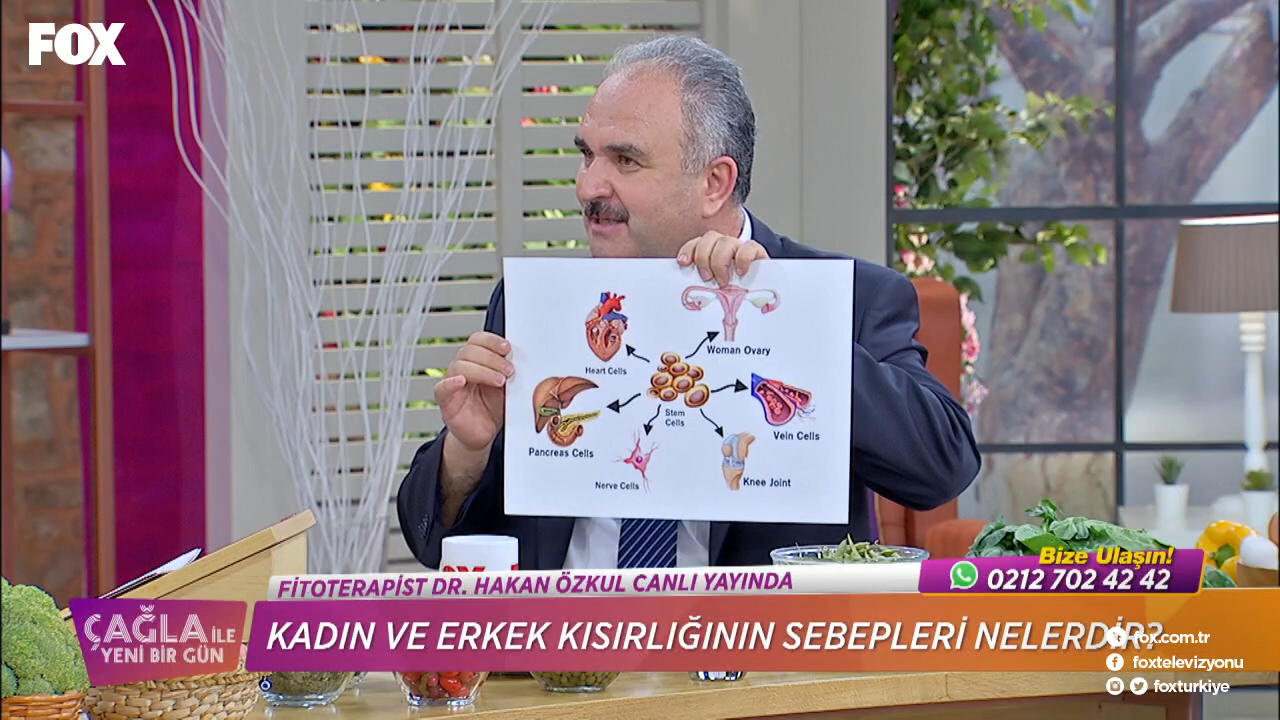 FOX
Woman Ovary
Heart Cells
Stem
Cells
Vein Cells
Pancreas Cells
Nerve Cells
Knee Joint
Bize Ulaşın!
FİTOTERAPİST DR. HAKAN ÖZKUL CANLI YAYINDA
0212 702 42 42
ÇAĞLA İLE
YENİ BİR GÜN
KADIN VE ERKEK KISIRLIĞININ SEBEPLERİ NELERDİR?
fox.com.tr
foxtelevizyonu
foxturkiye